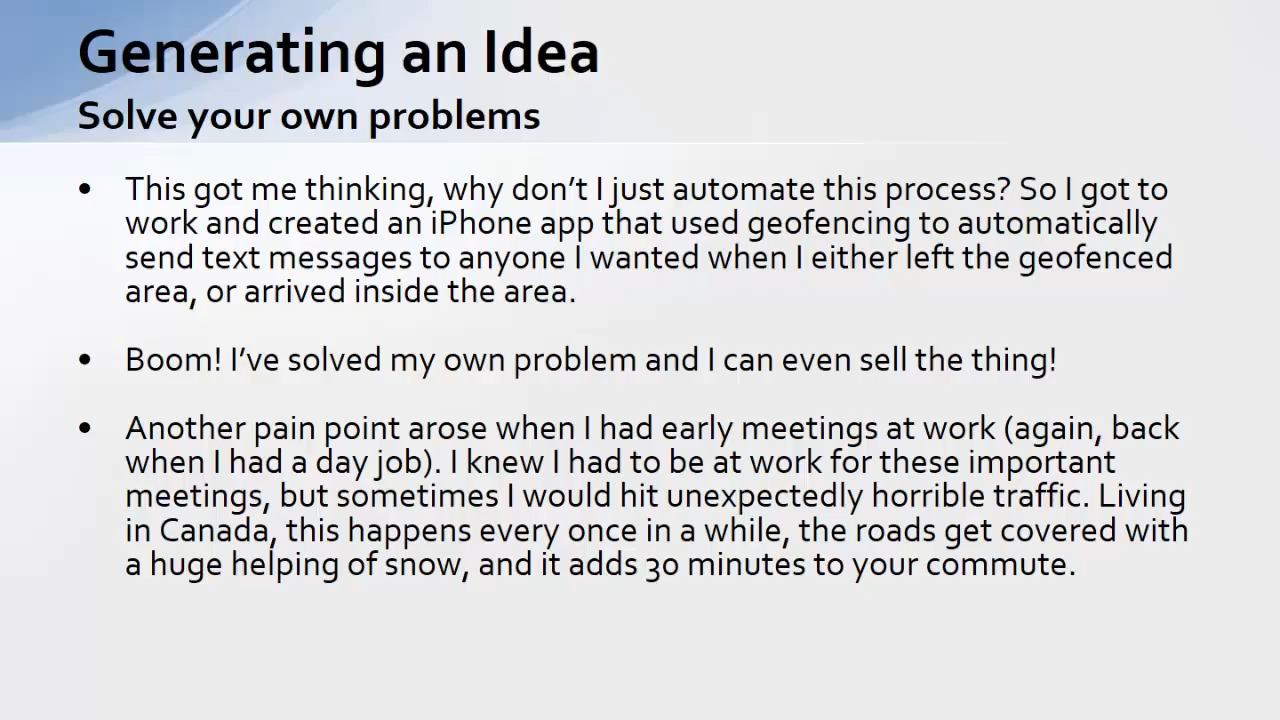 Generating an Idea
Solve your own problems
• This got me thinking, why don’t I just automate this process? So I got to
work and created an iPhone app that used geofencing to automatically
send text messages to anyone I wanted when I either left the geofenced
area, or arrived inside the area.
• Boom! I’ve solved my own problem and I can even sell the thing!
• Another pain point arose when I had early meetings at work (again, back
when I had a day job). I knew I had to be at work for these important
meetings, but sometimes I would hit unexpectedly horrible traffic. Living
in Canada, this happens every once in a while, the roads get covered with
a huge helping of snow, and it adds 30 minutes to your commute.